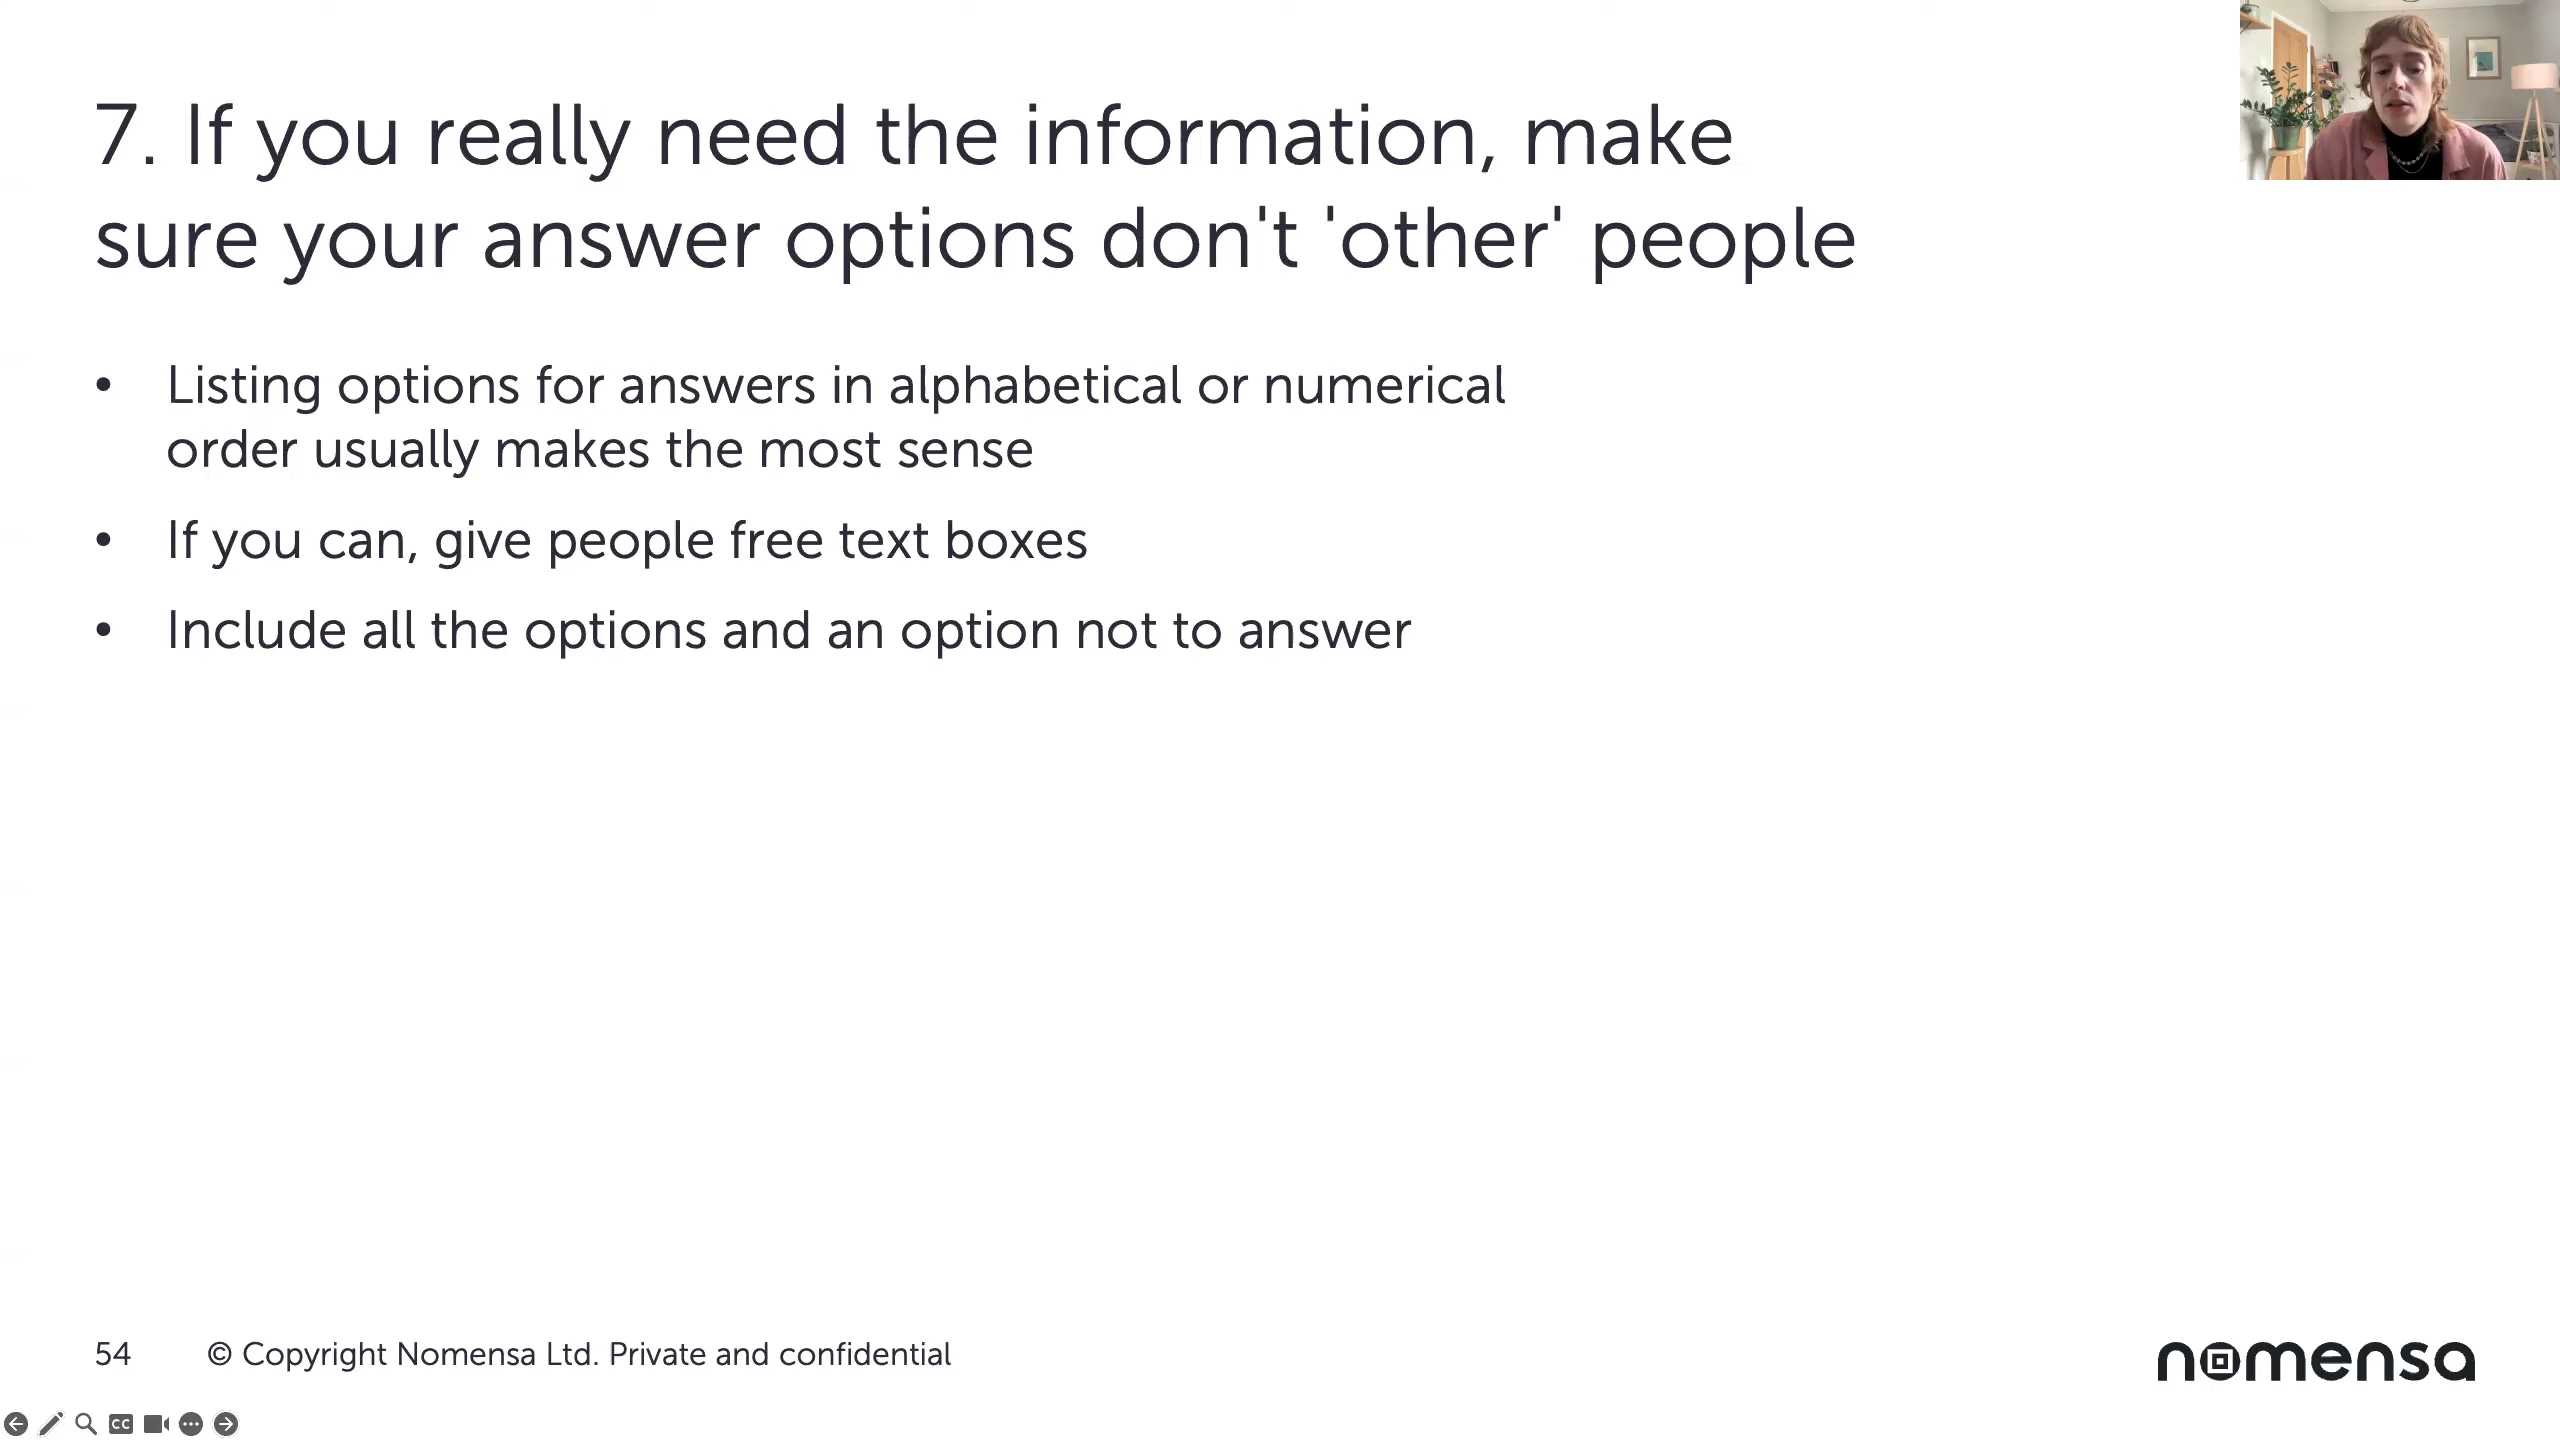 7. If you really need the information, make
sure your answer options don't 'other' people
• Listing options for answers in alphabetical or numerical
order usually makes the most sense
• If you can, give people free text boxes
• Include all the options and an option not to answer
54 © Copyright Nomensa Ltd. Private and confidential
nomensa
CC